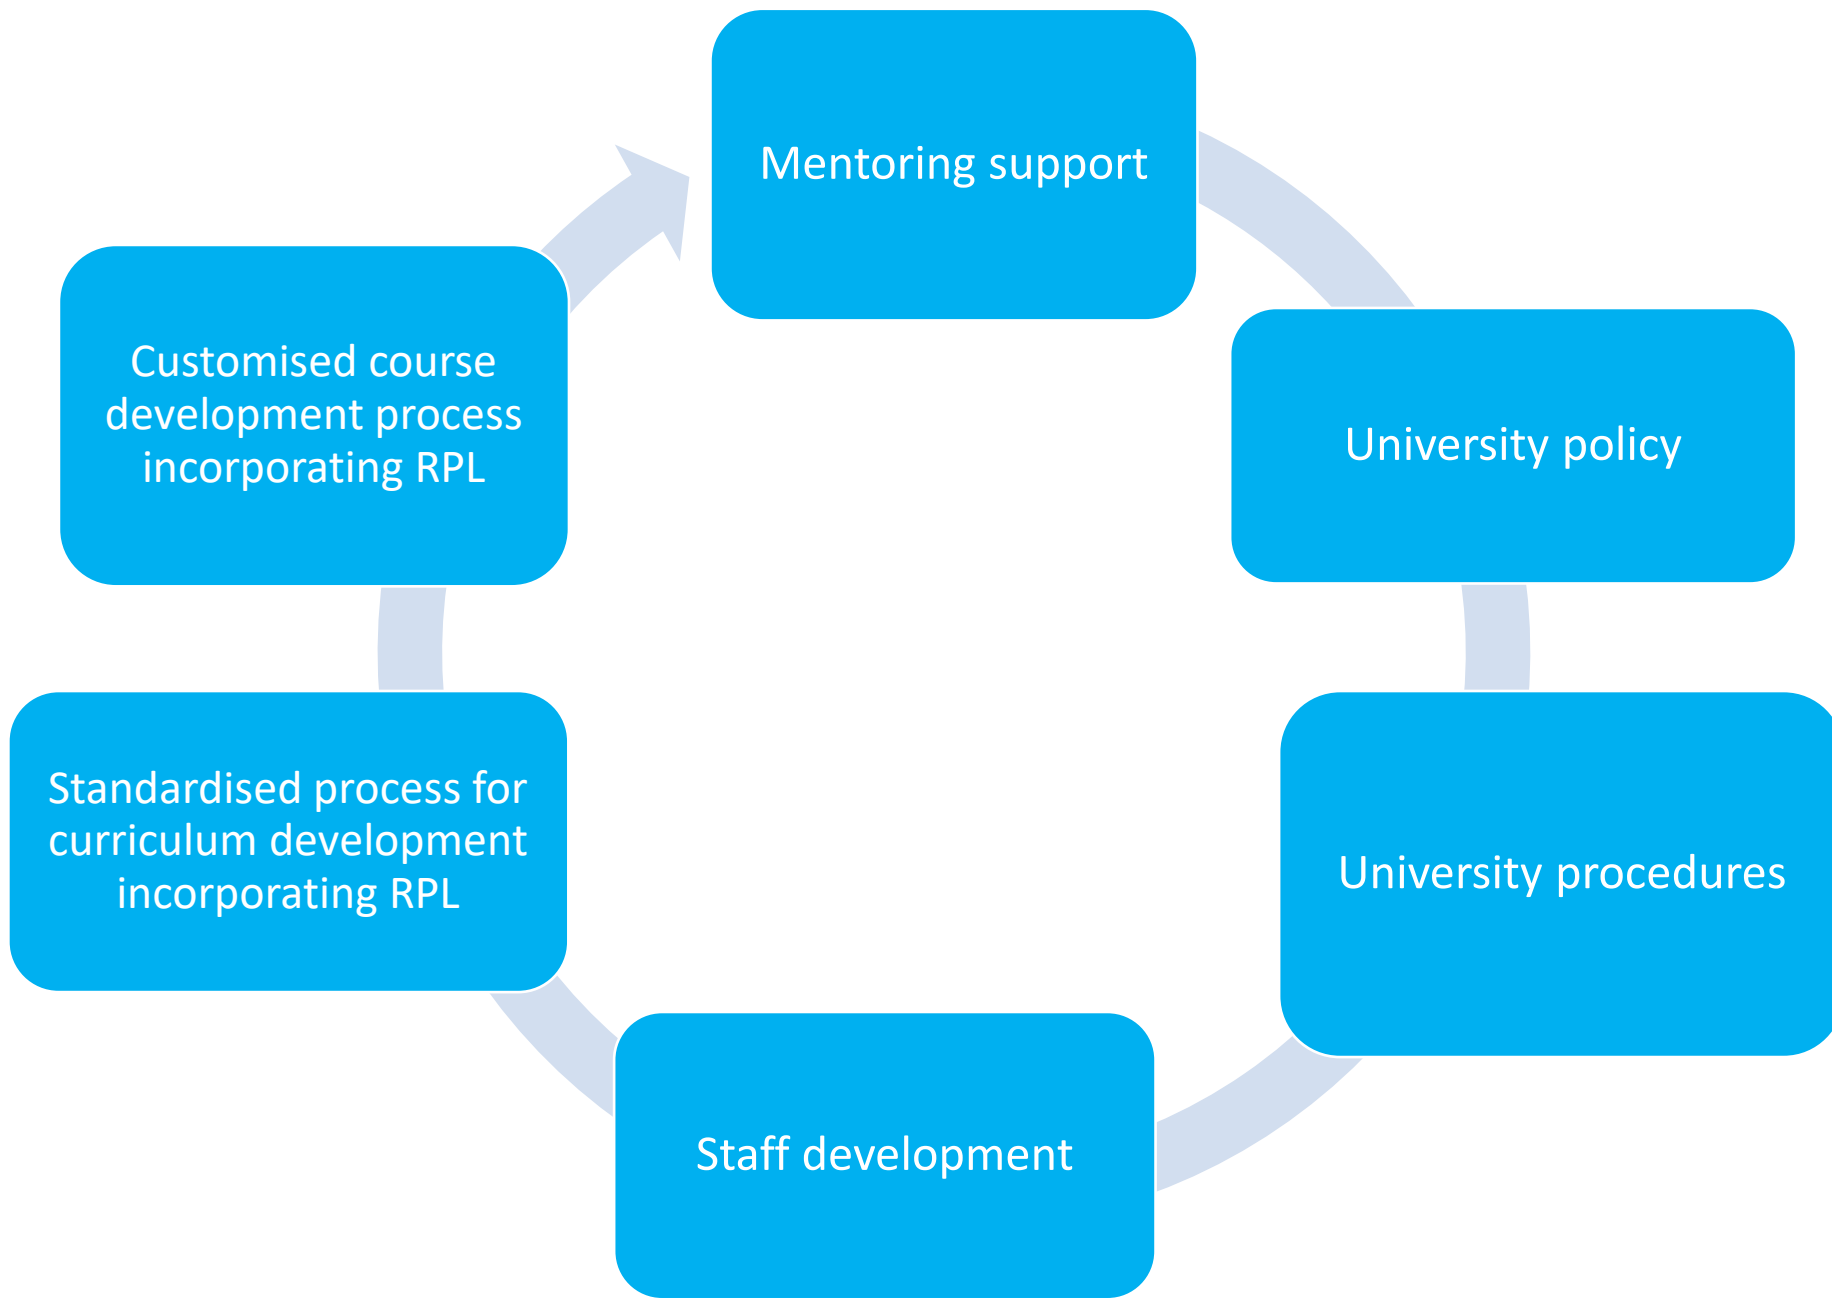 Mentoring support
University policy
University procedures
Staff development
Standardised process for
curriculum development
incorporating RPL
Customised course
development process
incorporating RPL